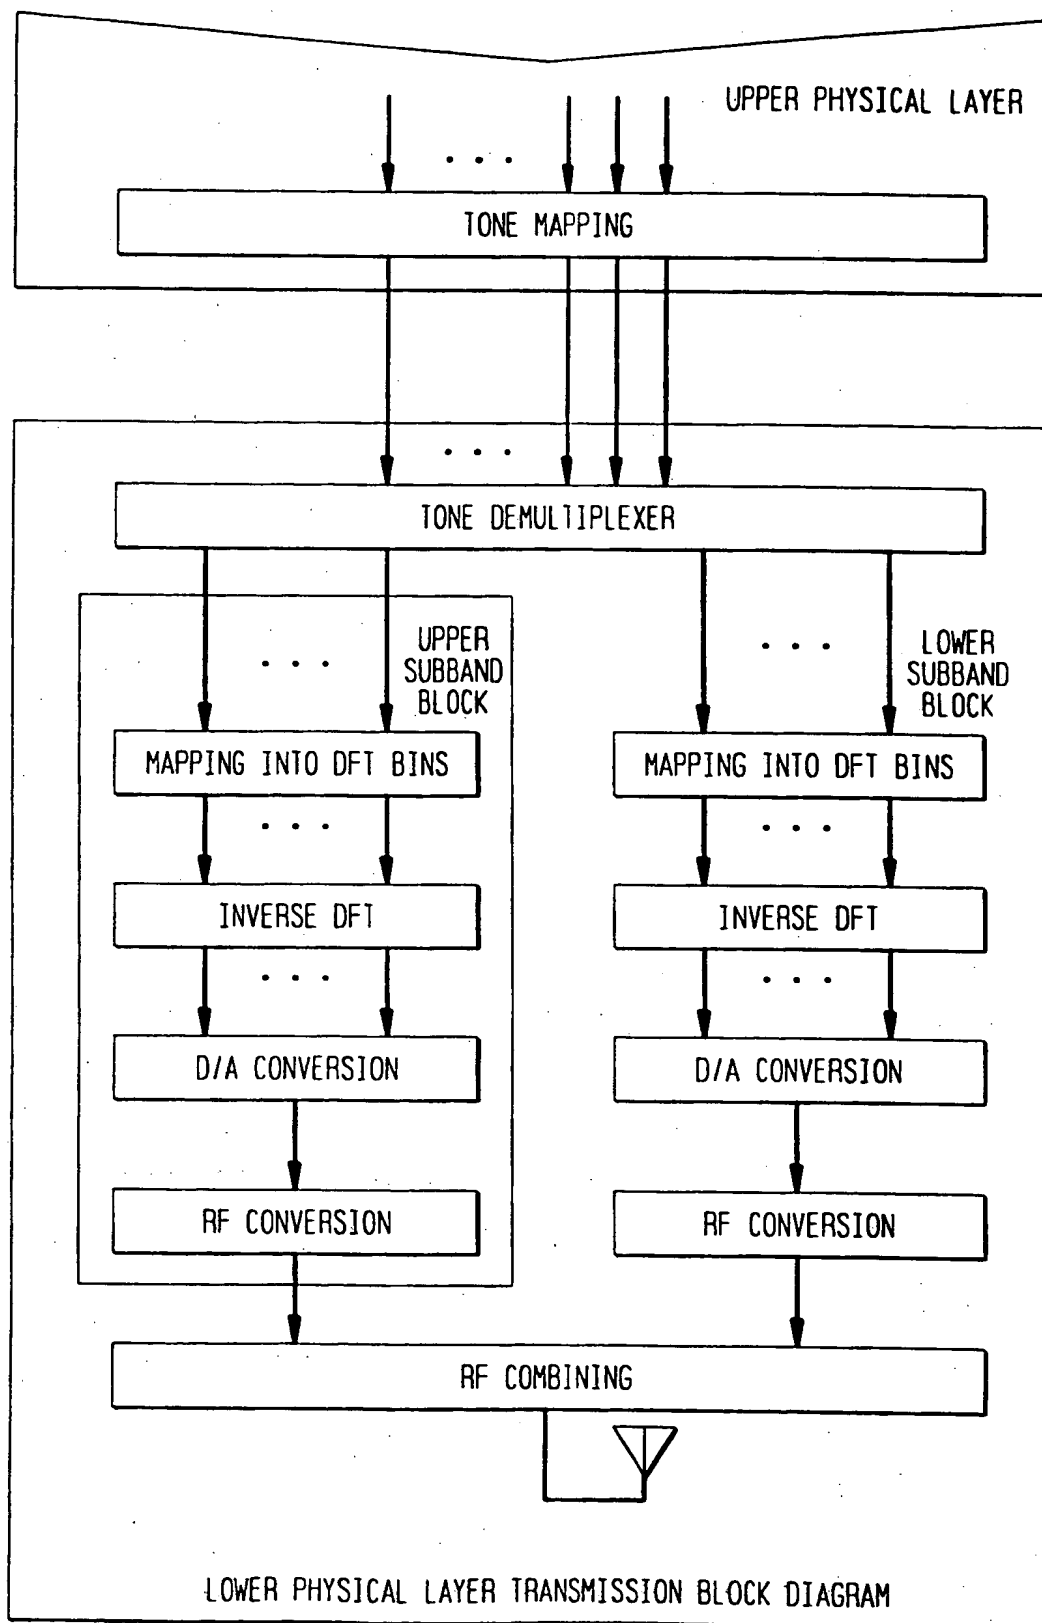 UPPER PHYSICAL LAYER
TONE MAPPING
TONE DEMULTIPLEXER
UPPER
SUBBAND
BLOCK
LOWER
SUBBAND
BLOCK
MAPPING INTO DFT BINS
MAPPING INTO DFT BINS
INVERSE DFT
INVERSE DFT
D/A CONVERSION
D/A CONVERSION
RF CONVERSION
RF CONVERSION
RF COMBINING
LOWER PHYSICAL LAYER TRANSMISSION BLOCK DIAGRAM